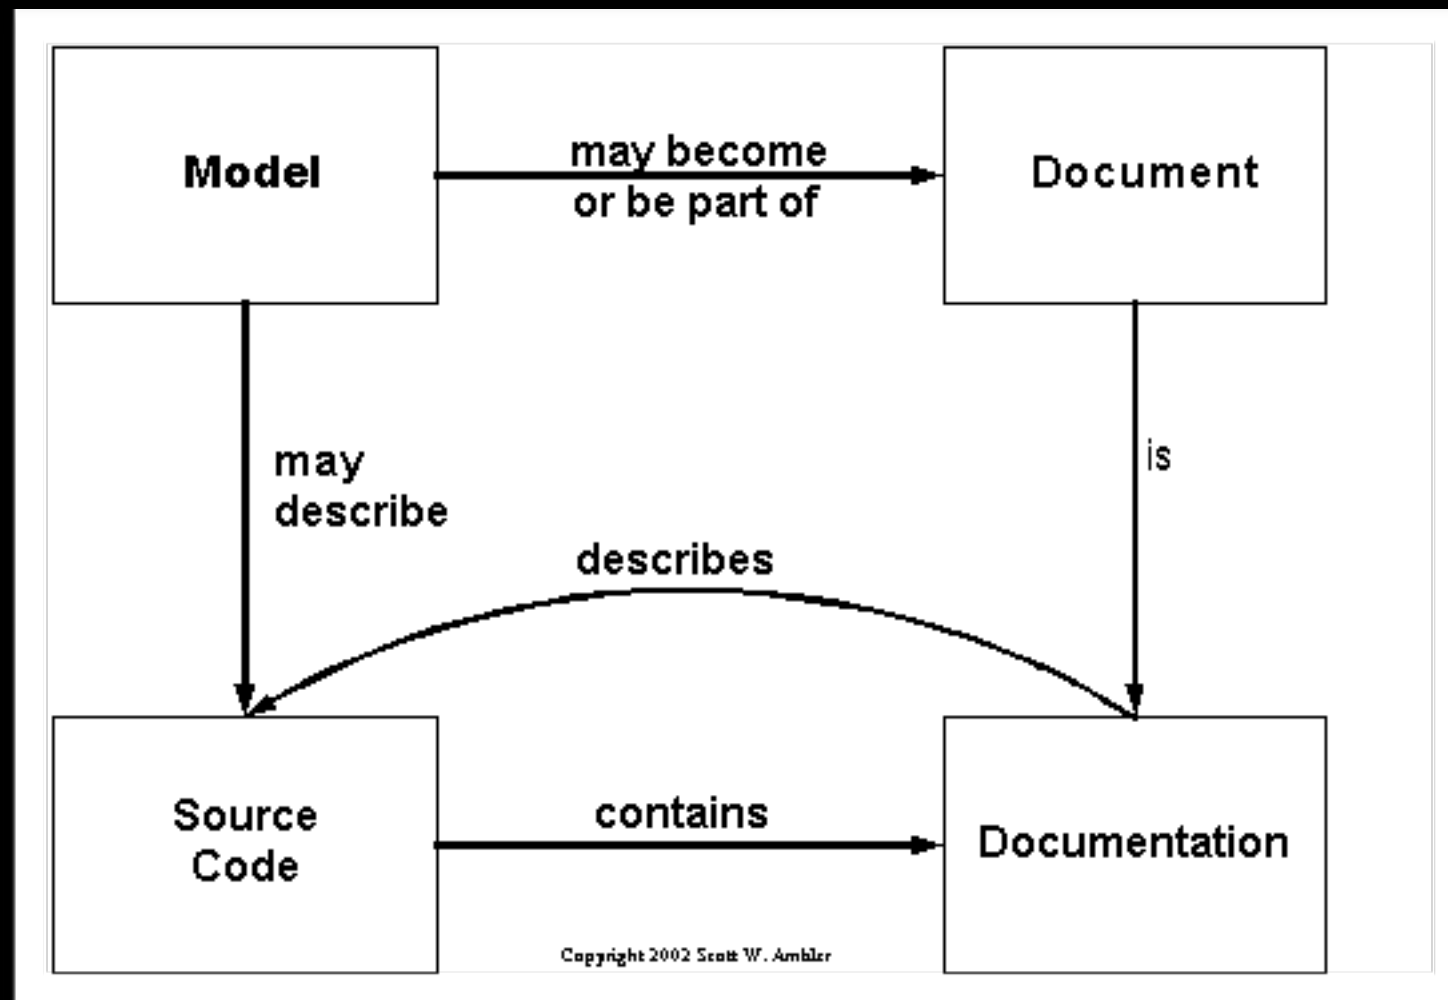 Model
may become
or be part of
Document
may
describe
is
describes
Source
Code
contains
Documentation
Copyright 2002 Scott W. Ambler